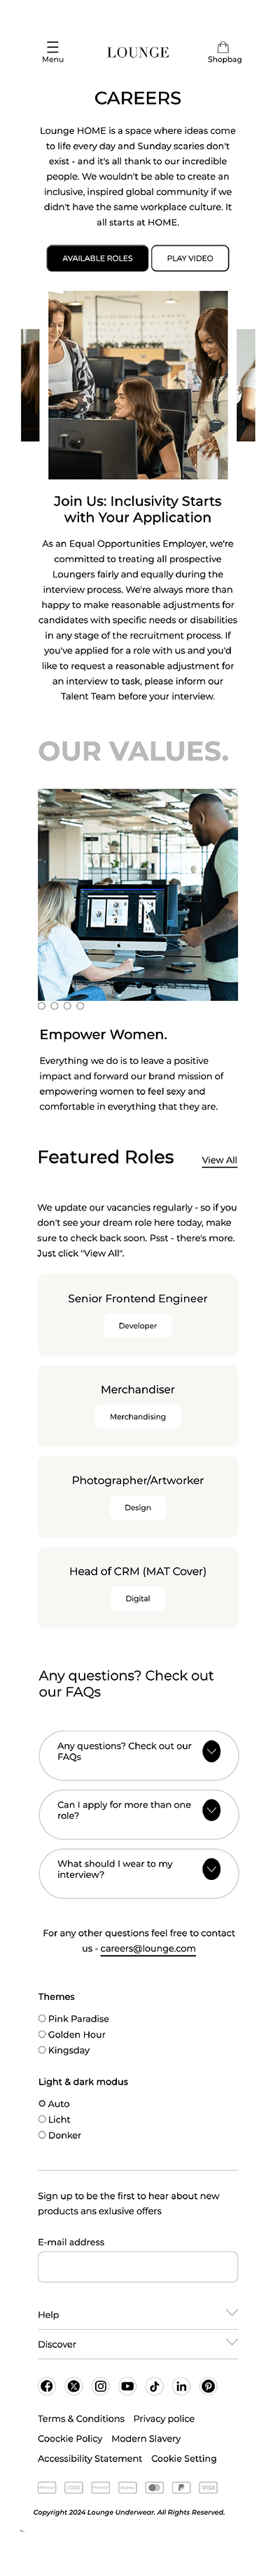 LOUNGE
Menu
Shopbag
CAREERS
Lounge HOME is a space where ideas come
to life every day and Sunday scaries don't
exist - and it's all thank to our incredible
people. We wouldn't be able to create an
inclusive, inspired global community if we
didn't have the same workplace culture. It
all starts at HOME.
AVAILABLE ROLES
PLAY VIDEO
Join Us: Inclusivity Starts
with Your Application
As an Equal Opportunities Employer, we're
committed to treating all prospective
Loungers fairly and equally during the
interview process. We're always more than
happy to make reasonable adjustments for
candidates with specific needs or disabilities
in any stage of the recruitment process. If
you've applied for a role with us and you'd
like to request a reasonable adjustment for
an interview to task, please inform our
Talent Team before your interview.
OUR VALUES.
Empower Women.
Everything we do is to leave a positive
impact and forward our brand mission of
empowering women to feel sexy and
comfortable in everything that they are.
Featured Roles
View All
We update our vacancies regularly - so if you
don't see your dream role here today, make
sure to check back soon. Psst - there's more.
Just click "View All".
Senior Frontend Engineer
Developer
Merchandiser
Merchandising
Photographer/Artworker
Design
Head of CRM (MAT Cover)
Digital
Any questions? Check out
our FAQs
Any questions? Check out our
FAQs
Can I apply for more than one
role?
What should I wear to my
interview?
For any other questions feel free to contact
us - careers@lounge.com
Themes
Pink Paradise
Golden Hour
Kingsday
Light & dark modus
Auto
Licht
Donker
Sign up to be the first to hear about new
products ans exlusive offers
E-mail address
Help
Discover
Terms & Conditions Privacy police
Coockie Policy Modern Slavery
Accessibility Statement Cookie Setting
VISA
Copyright 2024 Lounge Underwear. All Rights Reserved.